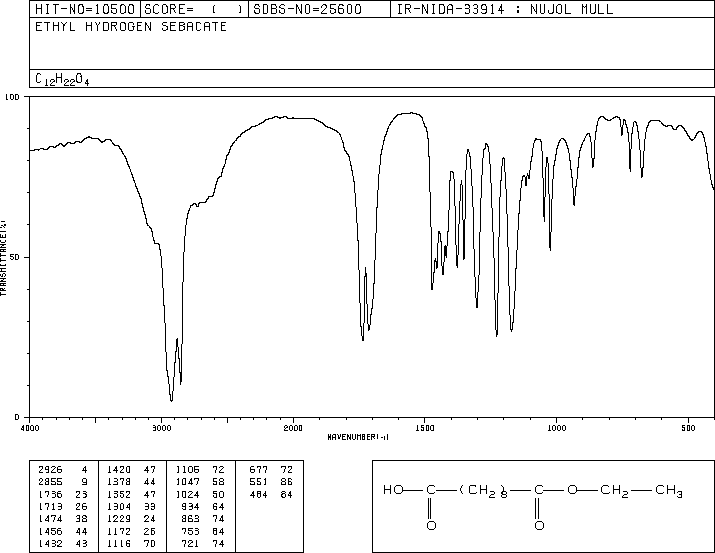 HIT-NO=10500 SCORE= ( ) SDBS-NO=25600 IR-NIDA-33914 : NUJOL MULL
ETHYL HYDROGEN SEBACATE
C12H22O4
100
50
0
TRANSMITTANCE(%)
4000 3000 2000 1500 1000
WAVENUMBER(-1)
2926 4 1420 47 1106 72 677 72
2855 9 1378 44 1047 58 551 86
1736 23 1352 47 1024 50 484 84
1713 26 1304 33 934 64
1474 38 1229 24 863 74
1456 44 1172 26 753 84
1432 43 1116 70 721 74
HO—C—(CH2)8—C—O—CH2—CH3
O O